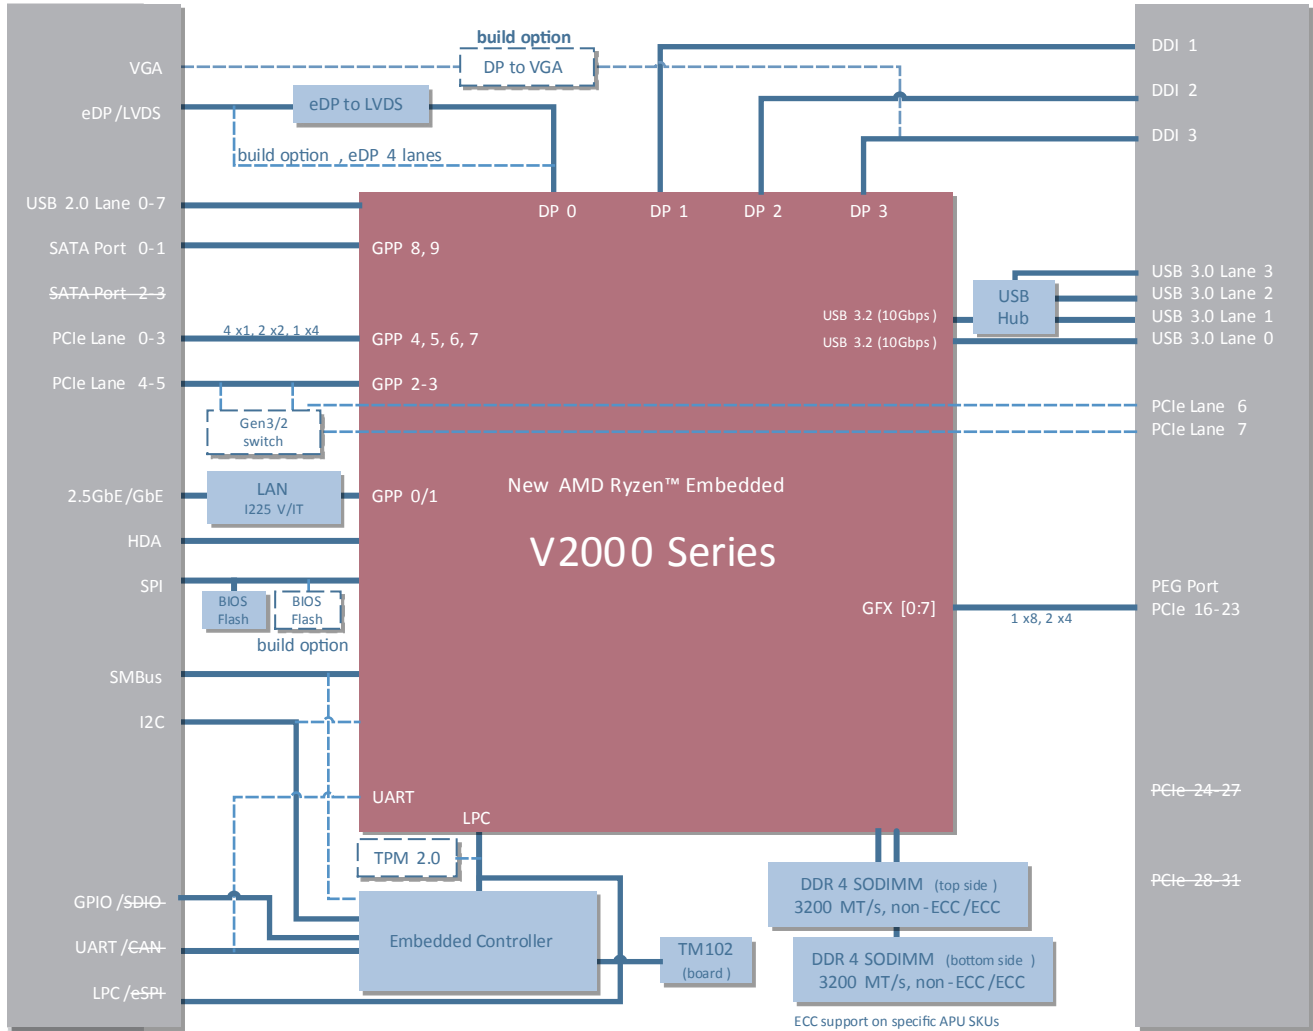 build option
VGA
DP to VGA
eDP/LVDS
eDP to LVDS
build option , eDP 4 lanes
DDI 1
DDI 2
DDI 3
USB 2.0 Lane 0-7
DP 0
DP 1
DP 2
DP 3
SATA Port 0-1
GPP 8, 9
SATA Port 2-3
PCIe Lane 0-3
4 x1, 2 x2, 1 x4
GPP 4, 5, 6, 7
PCIe Lane 4-5
GPP 2-3
Gen3/2
switch
USB 3.2 (10Gbps )
USB 3.2 (10Gbps )
USB
Hub
USB 3.0 Lane 3
USB 3.0 Lane 2
USB 3.0 Lane 1
USB 3.0 Lane 0
PCIe Lane 6
PCIe Lane 7
2.5GbE/GbE
LAN
I225 V/IT
GPP 0/1
New AMD Ryzen™ Embedded
V2000 Series
HDA
SPI
BIOS
Flash
BIOS
Flash
build option
GFX [0:7]
1 x8, 2 x4
PEG Port
PCIe 16-23
SMBus
I2C
UART
LPC
TPM 2.0
PCIe 24-27
PCIe 28-31
GPIO /SDIO
UART /CAN
LPC /eSPI
Embedded Controller
TM102
(board )
DDR 4 SODIMM (top side )
3200 MT/s, non-ECC/ECC
DDR 4 SODIMM (bottom side )
3200 MT/s, non-ECC/ECC
ECC support on specific APU SKUs